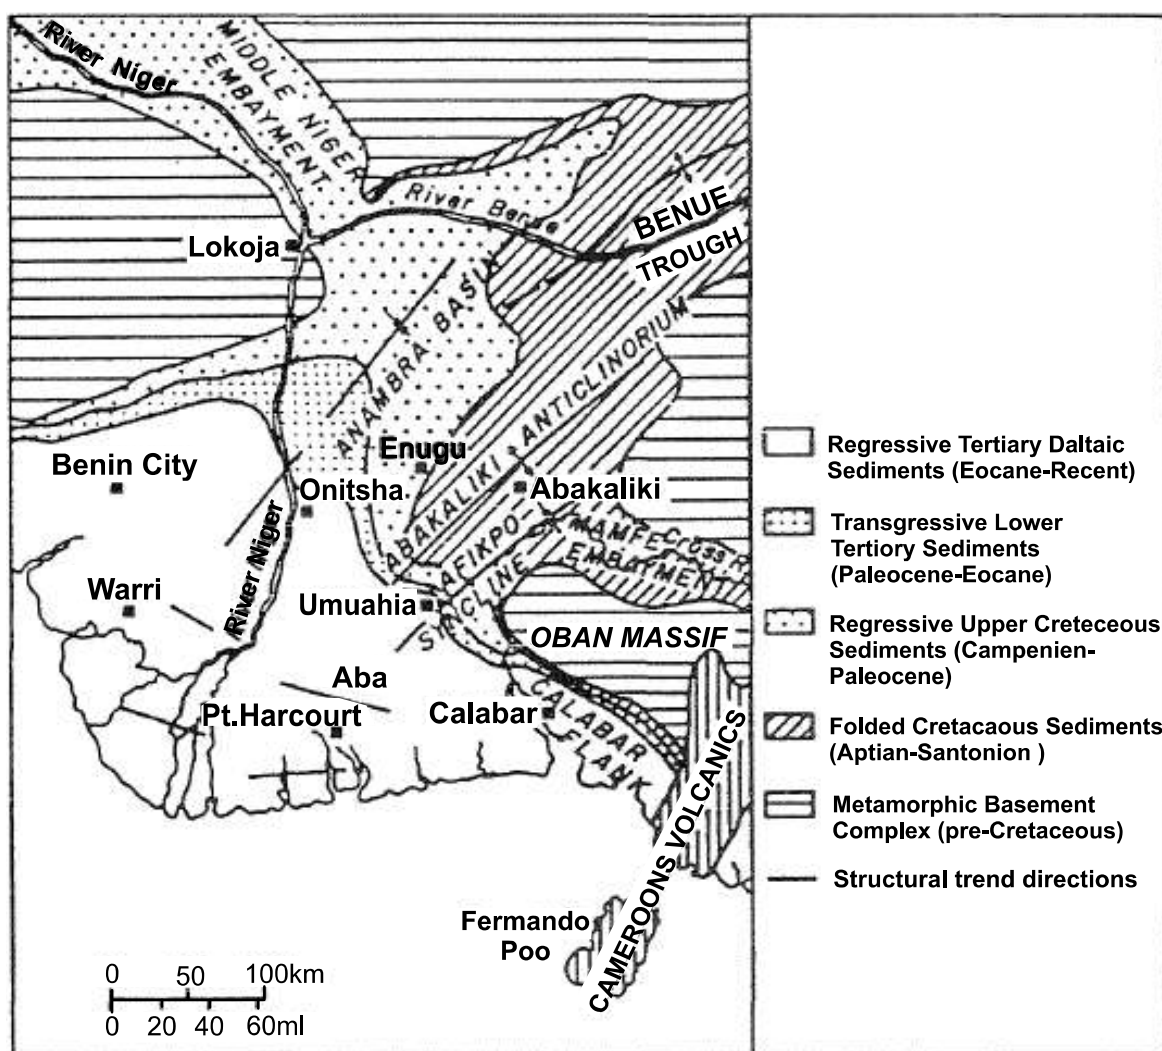 River Niger
MIDDLE NIGER
EMBAYMENT
River Benue
BENUE
TROUGH
Lokoja
ANAMBRA BASIN
ABAKALIKI ANTICLINORIUM
Enugu
Benin City
Onitsha
Abakaliki
River Niger
AFIKPO
SYNCLINE
MAMFE
EMBAYMENT
Cross R.
Warri
Umuahia
OBAN MASSIF
Aba
Pt.Harcourt
Calabar
CALABAR
FLANK
CAMEROONS VOLCANICS
Fermando
Poo
0 50 100km
0 20 40 60ml
Regressive Tertiary Daltaic
Sediments (Eocane-Recent)
Transgressive Lower
Tertiory Sediments
(Paleocene-Eocane)
Regressive Upper Creteceous
Sediments (Campenien-
Paleocene)
Folded Cretacaous Sediments
(Aptian-Santonion )
Metamorphic Basement
Complex (pre-Cretaceous)
Structural trend directions